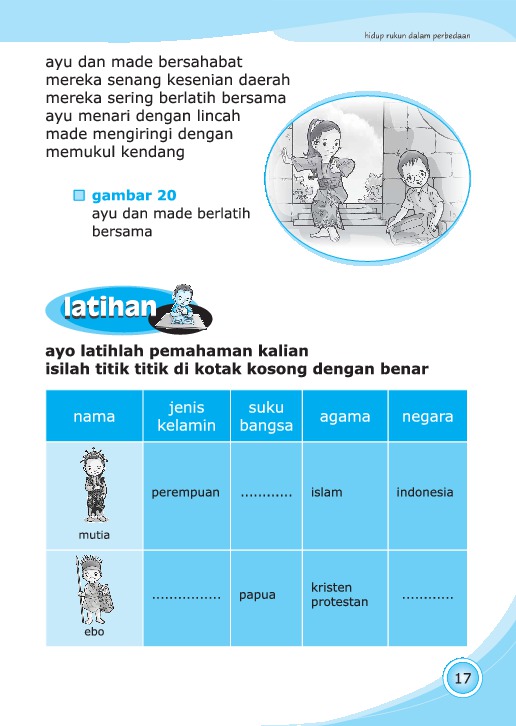 hidup rukun dalam perbedaan
ayu dan made bersahabat
mereka senang kesenian daerah
mereka sering berlatih bersama
ayu menari dengan lincah
made mengiringi dengan
memukul kendang
gambar 20
ayu dan made berlatih
bersama
latihan
ayo latihlah pemahaman kalian
isilah titik titik di kotak kosong dengan benar
nama
jenis
kelamin
suku
bangsa
agama
negara
mutia
perempuan
............
islam
indonesia
ebo
................
papua
kristen
protestan
............
17